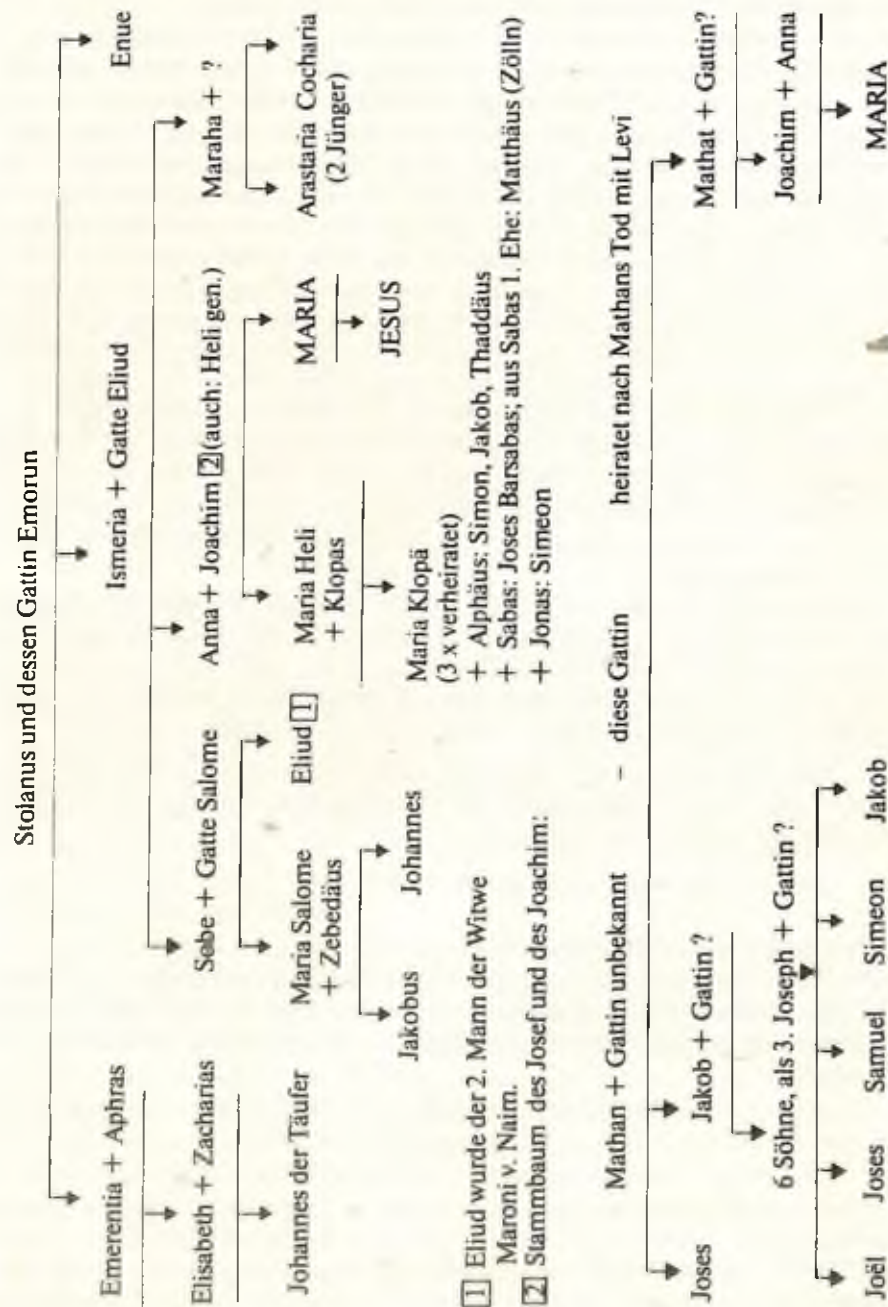 Stolanus und dessen Gattin Emorun
Emerentia + Aphras
Ismeria + Gatte Eliud
Enue
Elisabeth + Zacharias
Sobe + Gatte Salome
Anna + Joachim [2] (auch: Heli gen.)
Maraha + ?
Johannes der Täufer
Maria Salome
+ Zebedäus
Eliud [1]
Maria Heli
+ Klopas
MARIA
Arastaria Cocharia
(2 Jünger)
Jakobus Johannes
Maria Klopä
(3 x verheiratet)
+ Alphäus: Simon, Jakob, Thaddäus
+ Sabas: Joses Barsabas; aus Sabas 1. Ehe: Matthäus (Zölln)
+ Jonas: Simeon
JESUS
[1] Eliud wurde der 2. Mann der Witwe
Maroni v. Naim.
[2] Stammbaum des Josef und des Joachim:
Mathan + Gattin unbekannt – diese Gattin heiratet nach Mathans Tod mit Levi
Joses Jakob + Gattin ? Mathat + Gattin?
6 Söhne, als 3. Joseph + Gattin ? Joachim + Anna
Joël Joses Samuel Simeon Jakob MARIA